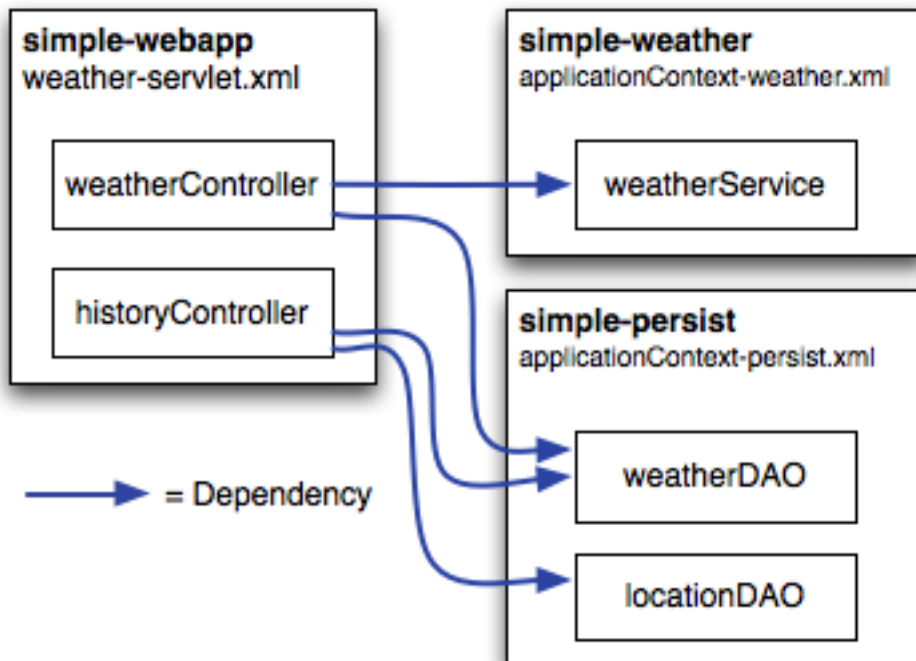 simple-webapp
weather-servlet.xml
weatherController
historyController
= Dependency
simple-weather
applicationContext-weather.xml
weatherService
simple-persist
applicationContext-persist.xml
weatherDAO
locationDAO